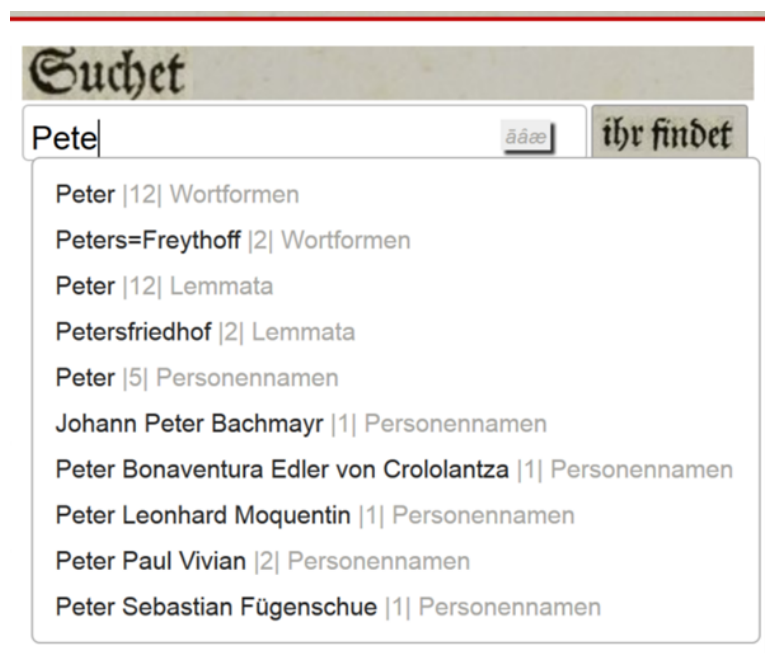 Suchet
Pete āâæ ihr findet
Peter |12| Wortformen
Peters=Freythoff |2| Wortformen
Peter |12| Lemmata
Petersfriedhof |2| Lemmata
Peter |5| Personennamen
Johann Peter Bachmayr |1| Personennamen
Peter Bonaventura Edler von Crololantza |1| Personennamen
Peter Leonhard Moquentin |1| Personennamen
Peter Paul Vivian |2| Personennamen
Peter Sebastian Fügenschue |1| Personennamen